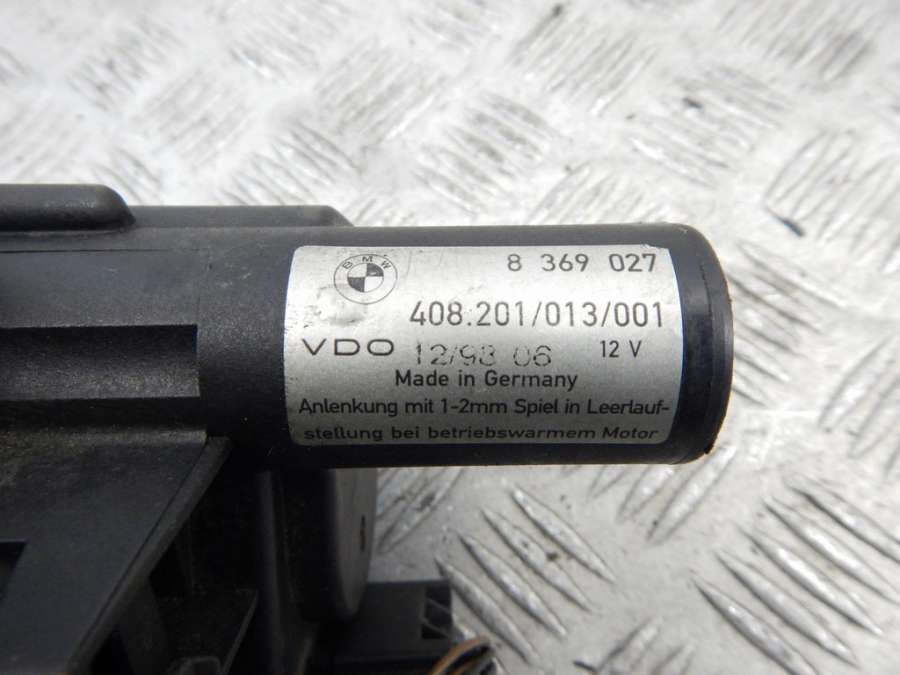 BMW
8 369 027
408.201/013/001
VDO 12/98 06 12 V
Made in Germany
Anlenkung mit 1-2mm Spiel in Leerlauf-
stellung bei betriebswarmem Motor